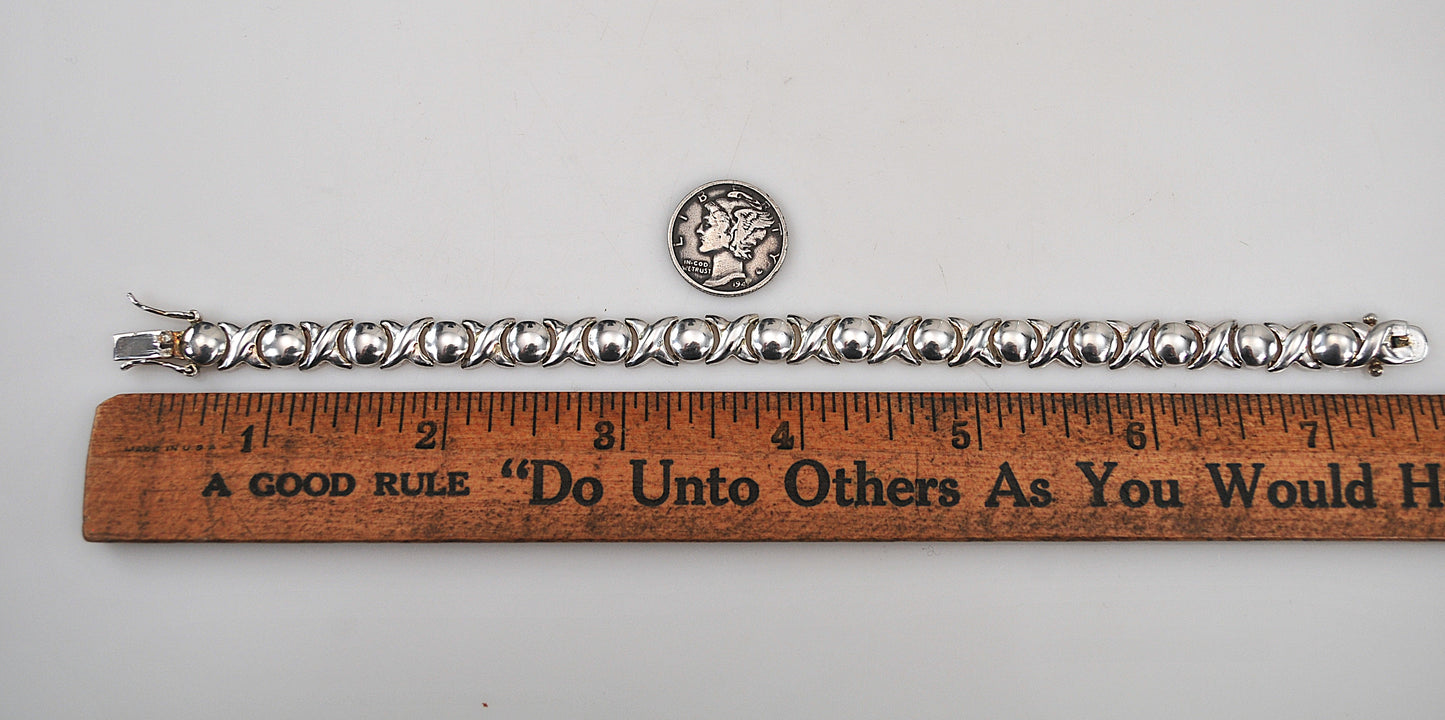 LIBERTY
IN·GOD
WE TRUST
194
1 2 3 4 5 6 7
MADE IN U S A
A GOOD RULE “Do Unto Others As You Would H